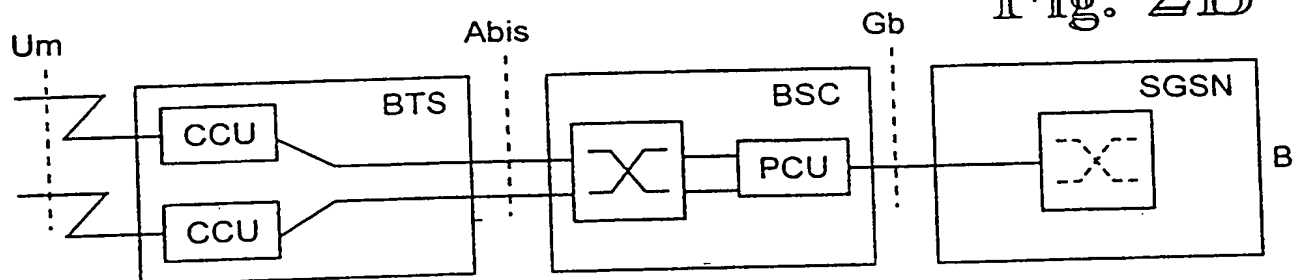 Fig. 2B
Um
Abis
Gb
BTS
BSC
SGSN
CCU
PCU
B
CCU